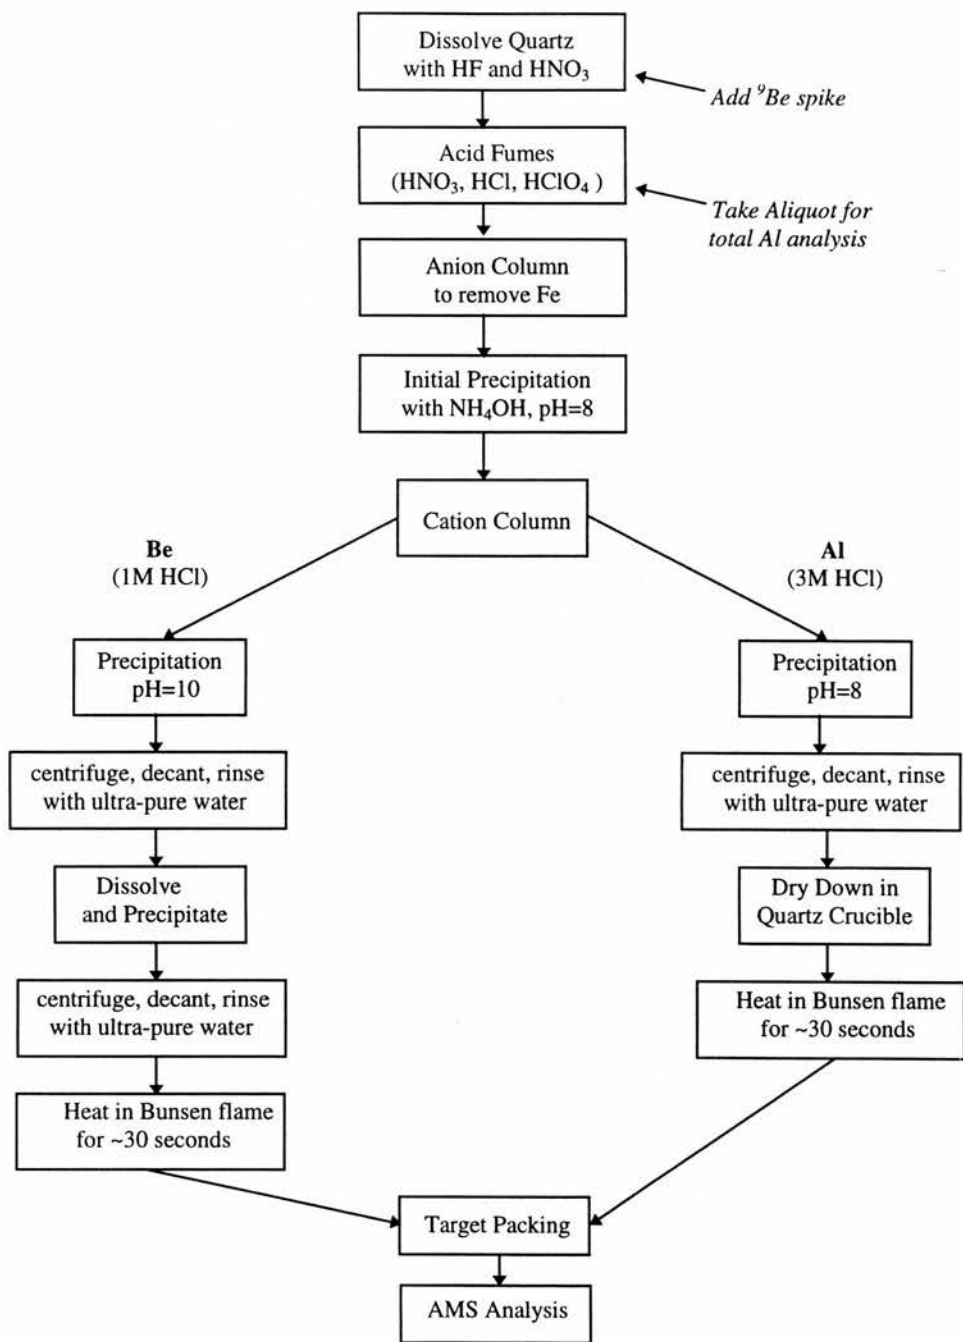 Dissolve Quartz
with HF and HNO₃
Add ⁹Be spike
Acid Fumes
(HNO₃, HCl, HClO₄ )
Take Aliquot for
total Al analysis
Anion Column
to remove Fe
Initial Precipitation
with NH₄OH, pH=8
Cation Column
Be
(1M HCl)
Al
(3M HCl)
Precipitation
pH=10
Precipitation
pH=8
centrifuge, decant, rinse
with ultra-pure water
centrifuge, decant, rinse
with ultra-pure water
Dissolve
and Precipitate
Dry Down in
Quartz Crucible
centrifuge, decant, rinse
with ultra-pure water
Heat in Bunsen flame
for ~30 seconds
Heat in Bunsen flame
for ~30 seconds
Target Packing
AMS Analysis